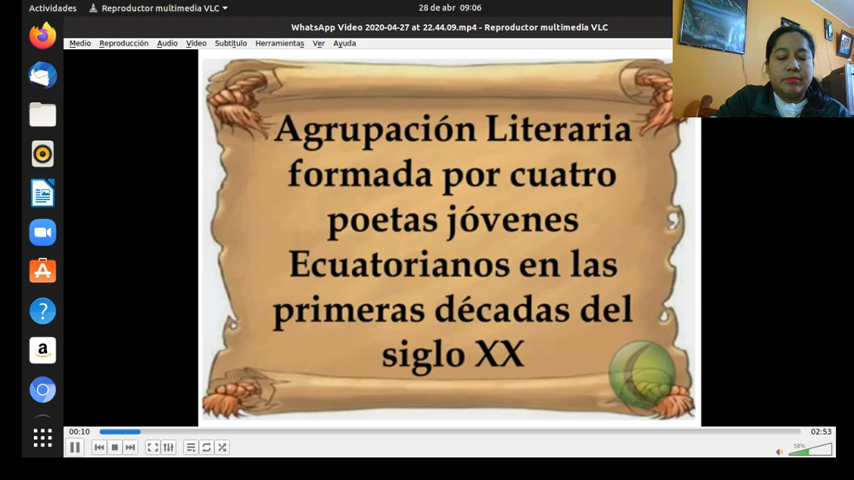 Actividades
Reproductor multimedia VLC
28 de abr 09:06
WhatsApp Video 2020-04-27 at 22.44.09.mp4 - Reproductor multimedia VLC
Medio Reproducción Audio Vídeo Subtítulo Herramientas Ver Ayuda
Agrupación Literaria
formada por cuatro
poetas jóvenes
Ecuatorianos en las
primeras décadas del
siglo XX
00:10
02:53
58%